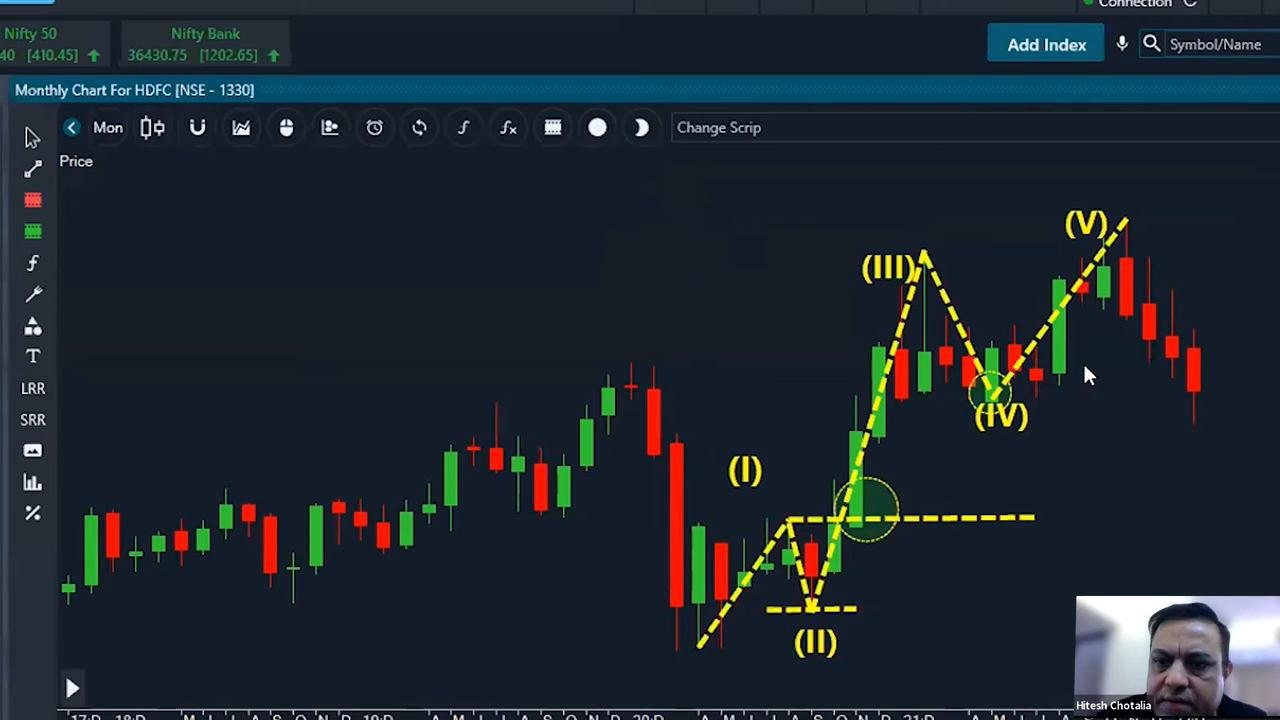 Connection
Nifty 50
Nifty Bank
40 [410.45]
36430.75 [1202.65]
Add Index
Symbol/Name
Monthly Chart For HDFC [NSE - 1330]
Mon
Change Scrip
Price
T
LRR
SRR
(I)
(II)
(III)
(IV)
(V)
Hitesh Chotalia